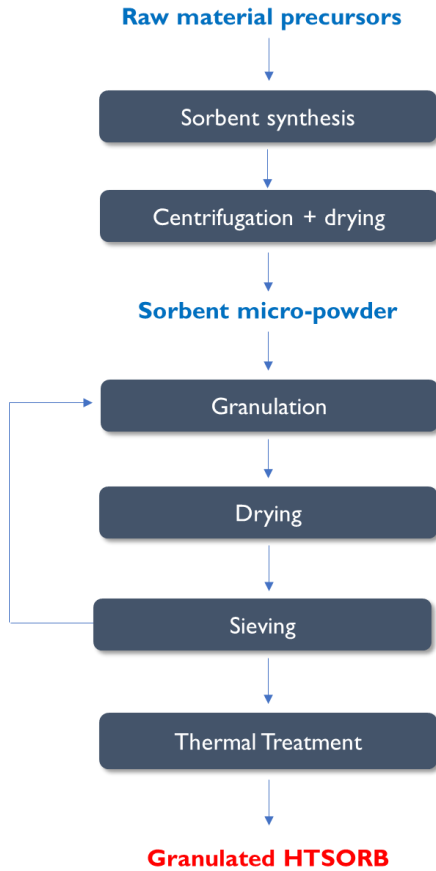 Raw material precursors
Sorbent synthesis
Centrifugation + drying
Sorbent micro-powder
Granulation
Drying
Sieving
Thermal Treatment
Granulated HTSORB